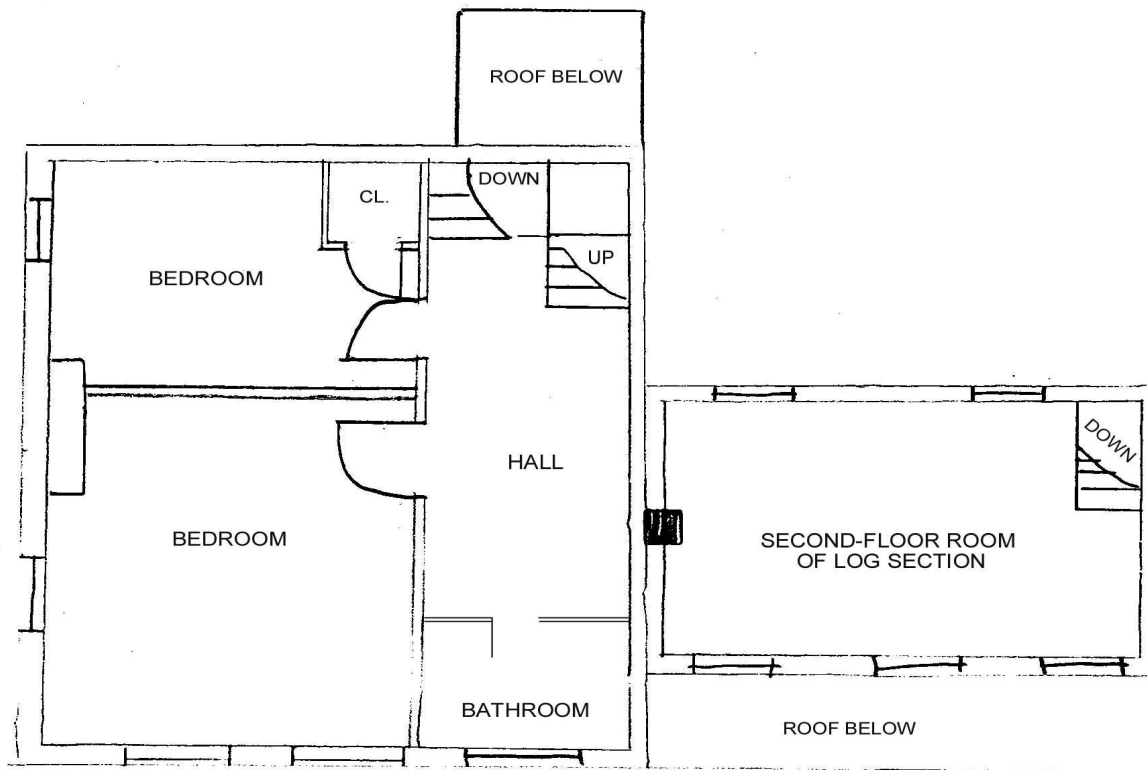 ROOF BELOW
DOWN
CL.
UP
BEDROOM
DOWN
HALL
BEDROOM
SECOND-FLOOR ROOM
OF LOG SECTION
BATHROOM
ROOF BELOW